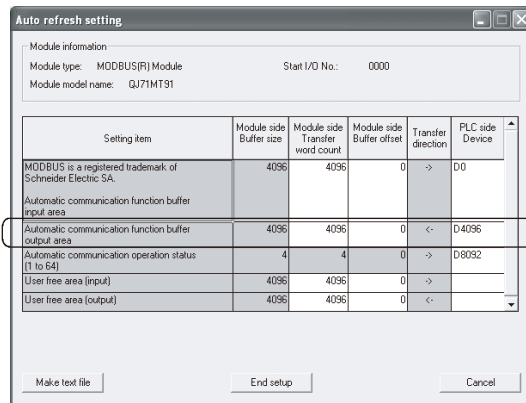 Auto refresh setting
Module information
Module type: MODBUS(R) Module Start I/O No.: 0000
Module model name: QJ71MT91
Setting item Module side Buffer size Module side Transfer word count Module side Buffer offset Transfer direction PLC side Device
MODBUS is a registered trademark of 4096 4096 0 -> D0
Schneider Electric SA.
Automatic communication function buffer
input area
Automatic communication function buffer 4096 4096 0 <- D4096
output area
Automatic communication operation status 4 4 0 -> D8092
(1 to 64)
User free area (input) 4096 4096 0 ->
User free area (output) 4096 4096 0 <-
Make text file End setup Cancel